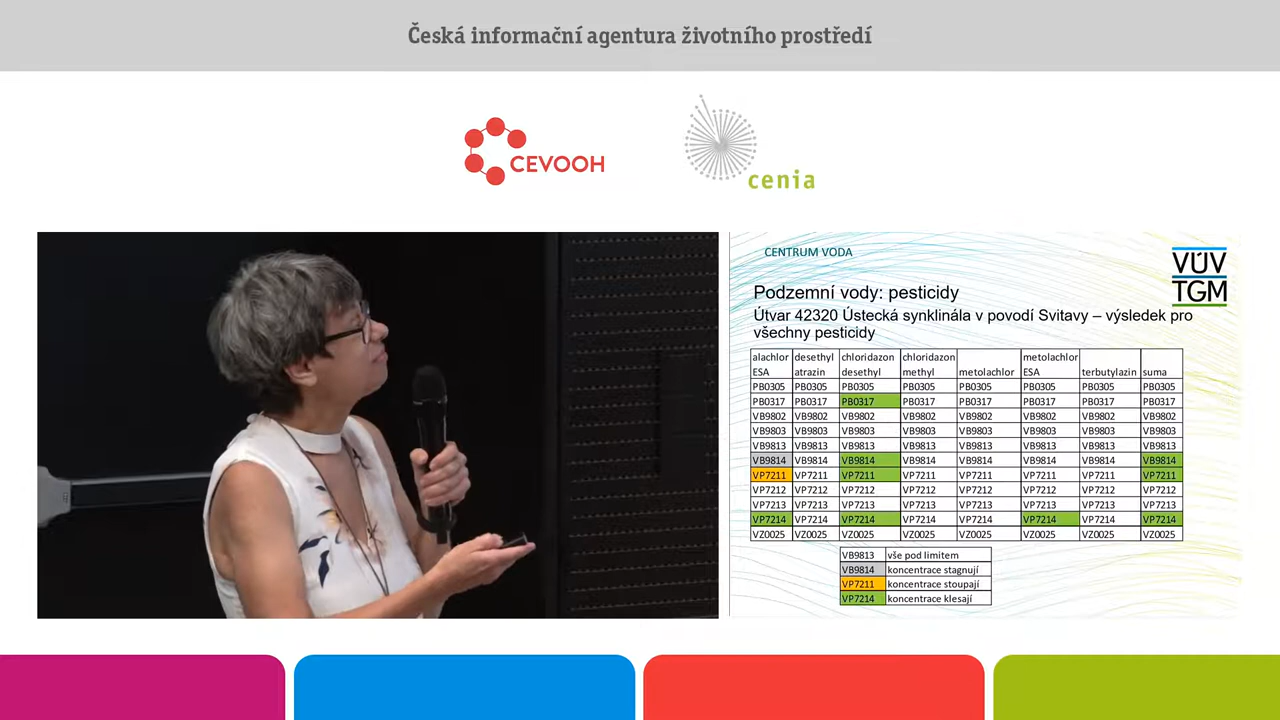 Česká informační agentura životního prostředí
CEVOOH
cenia
CENTRUM VODA
VÚV
TGM
Podzemní vody: pesticidy
Útvar 42320 Ústecká synklinála v povodí Svitavy – výsledek pro
všechny pesticidy
alachlor ESA desethyl atrazin chloridazon desethyl chloridazon methyl metolachlor metolachlor ESA terbutylazin suma
PB0305 PB0305 PB0305 PB0305 PB0305 PB0305 PB0305 PB0305
PB0317 PB0317 PB0317 PB0317 PB0317 PB0317 PB0317 PB0317
VB9802 VB9802 VB9802 VB9802 VB9802 VB9802 VB9802 VB9802
VB9803 VB9803 VB9803 VB9803 VB9803 VB9803 VB9803 VB9803
VB9813 VB9813 VB9813 VB9813 VB9813 VB9813 VB9813 VB9813
VB9814 VB9814 VB9814 VB9814 VB9814 VB9814 VB9814 VB9814
VP7211 VP7211 VP7211 VP7211 VP7211 VP7211 VP7211 VP7211
VP7212 VP7212 VP7212 VP7212 VP7212 VP7212 VP7212 VP7212
VP7213 VP7213 VP7213 VP7213 VP7213 VP7213 VP7213 VP7213
VP7214 VP7214 VP7214 VP7214 VP7214 VP7214 VP7214 VP7214
VZ0025 VZ0025 VZ0025 VZ0025 VZ0025 VZ0025 VZ0025 VZ0025
VB9813 vše pod limitem
VB9814 koncentrace stagnují
VP7211 koncentrace stoupají
VP7214 koncentrace klesají